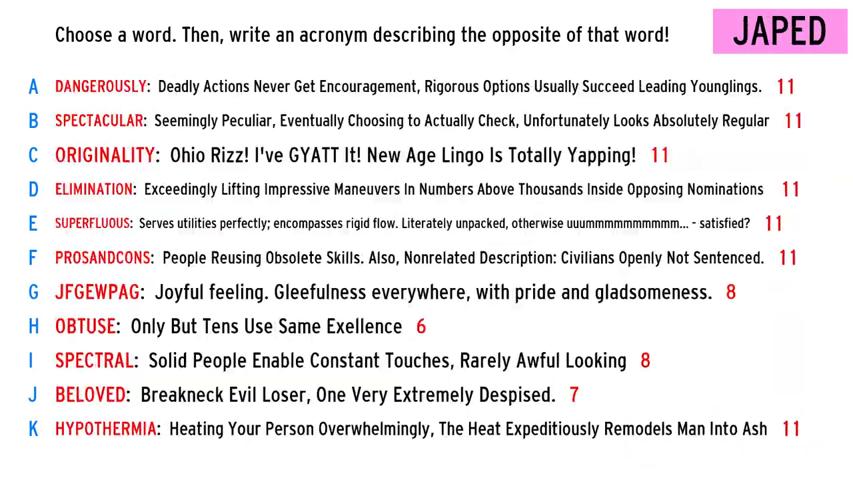 Choose a word. Then, write an acronym describing the opposite of that word!
JAPED
A DANGEROUSLY: Deadly Actions Never Get Encouragement, Rigorous Options Usually Succeed Leading Younglings. 11
B SPECTACULAR: Seemingly Peculiar, Eventually Choosing to Actually Check, Unfortunately Looks Absolutely Regular 11
C ORIGINALITY: Ohio Rizz! I've GYATT It! New Age Lingo Is Totally Yapping! 11
D ELIMINATION: Exceedingly Lifting Impressive Maneuvers In Numbers Above Thousands Inside Opposing Nominations 11
E SUPERFLUOUS: Serves utilities perfectly; encompasses rigid flow. Literately unpacked, otherwise uuummmmmmmmmm... - satisfied? 11
F PROSANDCONS: People Reusing Obsolete Skills. Also, Nonrelated Description: Civilians Openly Not Sentenced. 11
G JFGEWPAG: Joyful feeling. Gleefulness everywhere, with pride and gladsomeness. 8
H OBTUSE: Only But Tens Use Same Exellence 6
I SPECTRAL: Solid People Enable Constant Touches, Rarely Awful Looking 8
J BELOVED: Breakneck Evil Loser, One Very Extremely Despised. 7
K HYPOTHERMIA: Heating Your Person Overwhelmingly, The Heat Expeditiously Remodels Man Into Ash 11